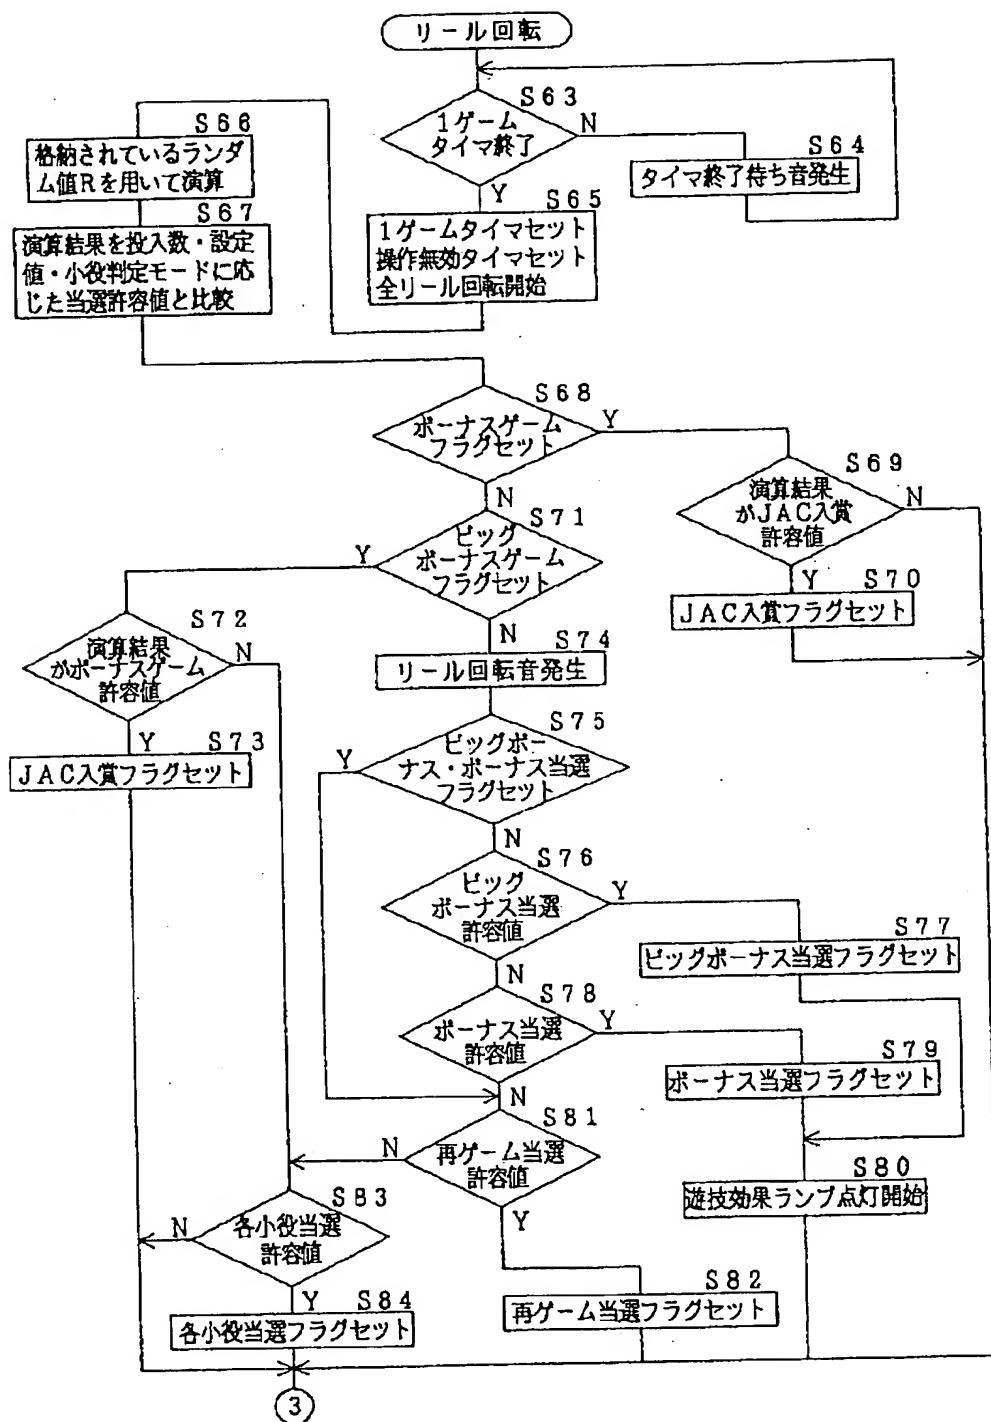 リール回転
S63
1ゲーム
タイマ終了
N
Y
S64
タイマ終了待ち音発生
S65
1ゲームタイマセット
操作無効タイマセット
全リール回転開始
S66
格納されているランダ
ム値Rを用いて演算
S67
演算結果を投入数・設定
値・小役判定モードに応
じた当選許容値と比較
S68
ボーナスゲーム
フラグセット
Y
N
S69
演算結果
がJAC入賞
許容値
N
Y
S70
JAC入賞フラグセット
S71
ビッグ
ボーナスゲーム
フラグセット
Y
N
S72
演算結果
がボーナスゲーム
許容値
N
Y
S73
JAC入賞フラグセット
S74
リール回転音発生
S75
ビッグボー
ナス・ボーナス当選
フラグセット
Y
N
S76
ビッグ
ボーナス当選
許容値
Y
N
S77
ビッグボーナス当選フラグセット
S78
ボーナス当選
許容値
Y
N
S79
ボーナス当選フラグセット
S80
遊技効果ランプ点灯開始
S81
再ゲーム当選
許容値
N
Y
S82
再ゲーム当選フラグセット
S83
各小役当選
許容値
N
Y
S84
各小役当選フラグセット
3